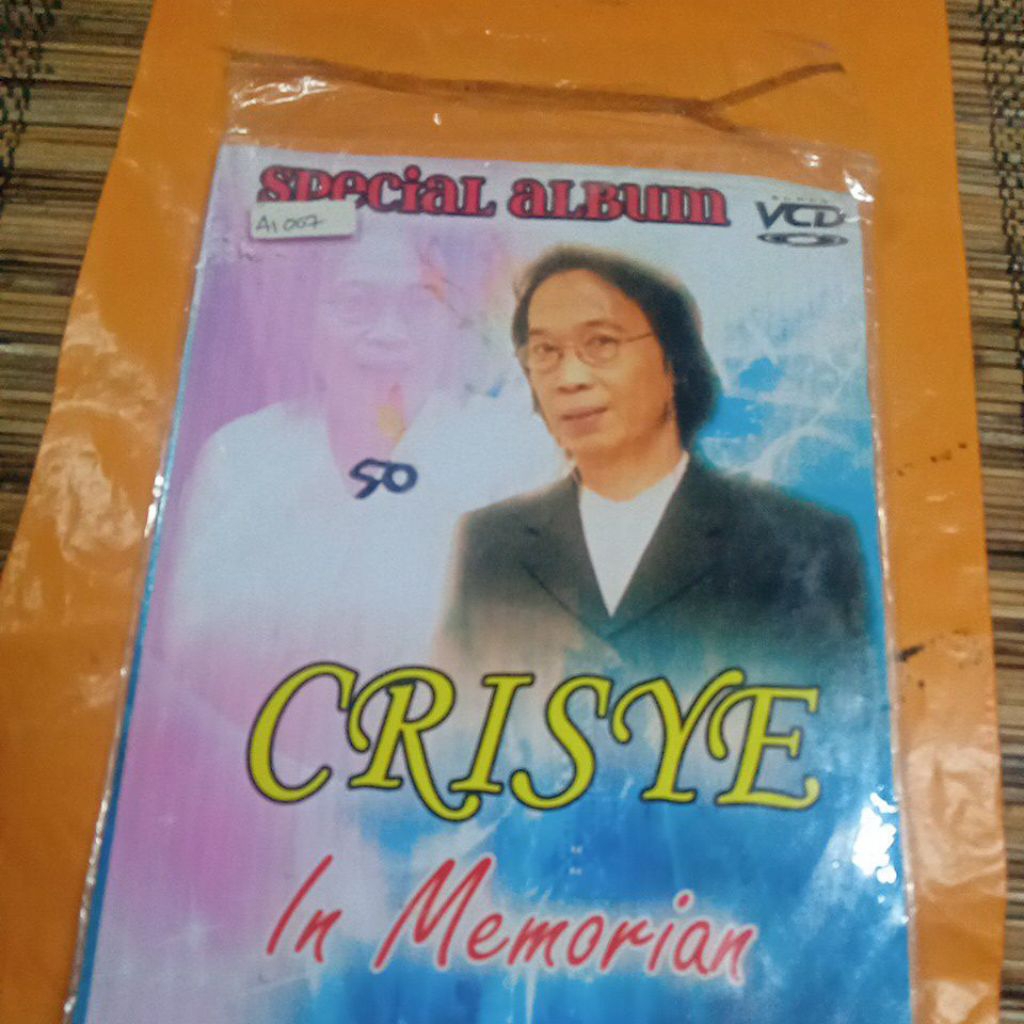 SPECIAL ALBUM
A1 007
VCD
50
CRISYE
In Memorian